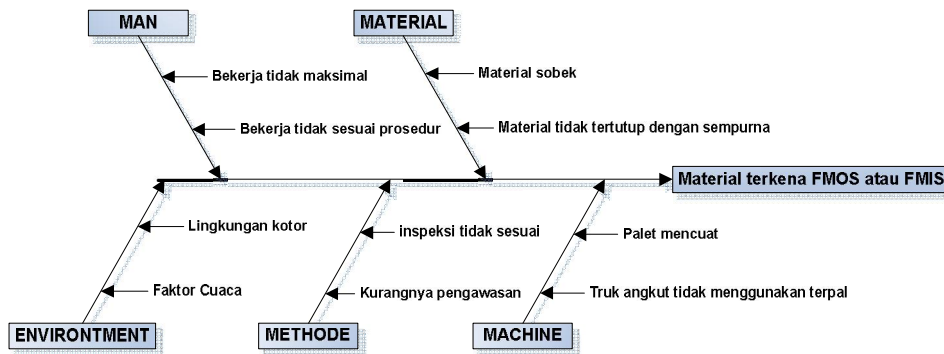 MAN
MATERIAL
Bekerja tidak maksimal
Material sobek
Bekerja tidak sesuai prosedur
Material tidak tertutup dengan sempurna
Material terkena FMOS atau FMIS
Lingkungan kotor
inspeksi tidak sesuai
Palet mencuat
Faktor Cuaca
Kurangnya pengawasan
Truk angkut tidak menggunakan terpal
ENVIRONTMENT
METHODE
MACHINE